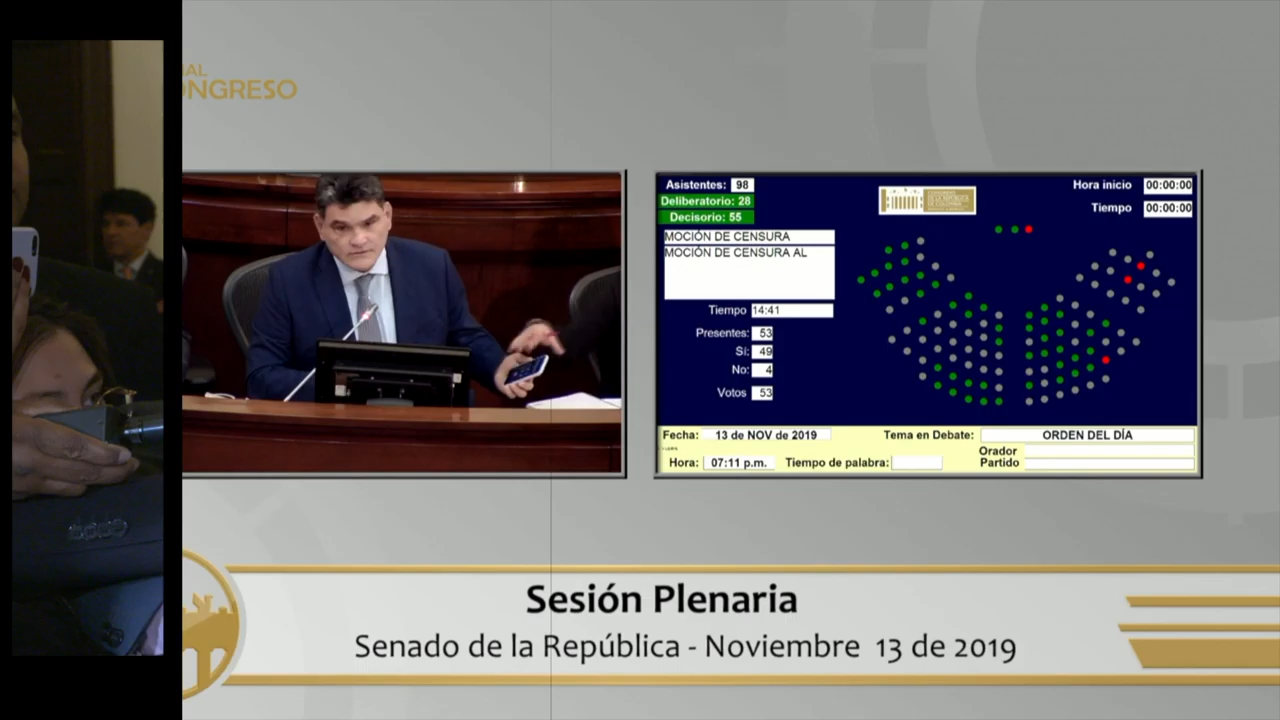 IAL
ONGRESO
Asistentes: 98
Deliberatorio: 28
Decisorio: 55
Hora inicio 00:00:00
Tiempo 00:00:00
MOCIÓN DE CENSURA
MOCIÓN DE CENSURA AL
Tiempo 14:41
Presentes: 53
Sí: 49
No: 4
Votos 53
Fecha: 13 de NOV de 2019
Tema en Debate: ORDEN DEL DÍA
Hora: 07:11 p.m.
Tiempo de palabra:
Orador
Partido
Sesión Plenaria
Senado de la República - Noviembre 13 de 2019